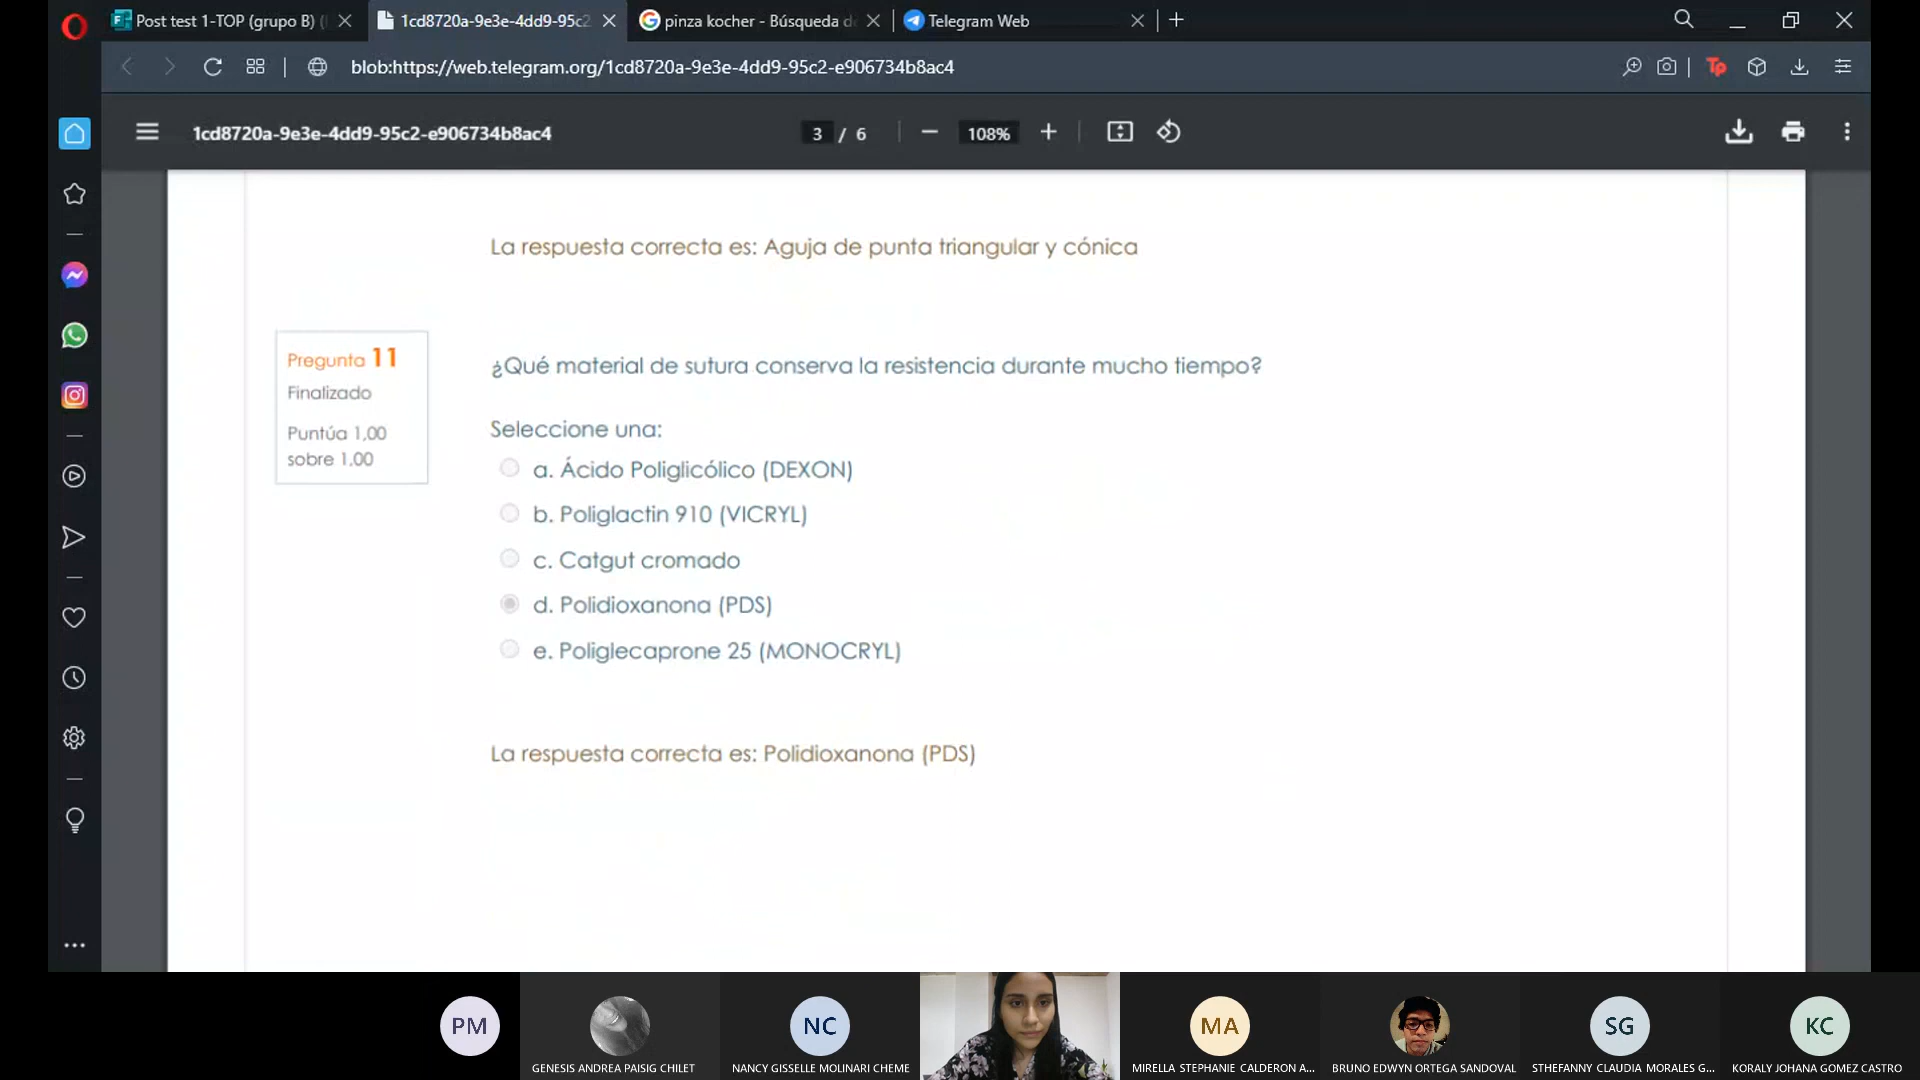 Post test 1-TOP (grupo B) (
1cd8720a-9e3e-4dd9-95c2
pinza kocher - Búsqueda d
Telegram Web
blob:https://web.telegram.org/1cd8720a-9e3e-4dd9-95c2-e906734b8ac4
1cd8720a-9e3e-4dd9-95c2-e906734b8ac4
3 / 6
108%
La respuesta correcta es: Aguja de punta triangular y cónica
Pregunta 11
Finalizado
Puntúa 1,00
sobre 1,00
¿Qué material de sutura conserva la resistencia durante mucho tiempo?
Seleccione una:
a. Ácido Poliglicólico (DEXON)
b. Poliglactin 910 (VICRYL)
c. Catgut cromado
d. Polidioxanona (PDS)
e. Poliglecaprone 25 (MONOCRYL)
La respuesta correcta es: Polidioxanona (PDS)
PM
NC
MA
SG
KC
GENESIS ANDREA PAISIG CHILET
NANCY GISSELLE MOLINARI CHEME
MIRELLA STEPHANIE CALDERON A...
BRUNO EDWYN ORTEGA SANDOVAL
STHEFANNY CLAUDIA MORALES G...
KORALY JOHANA GOMEZ CASTRO